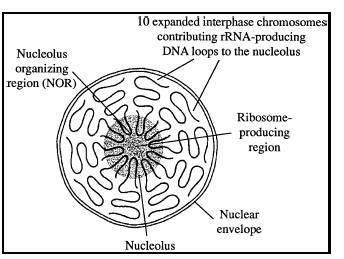 10 expanded interphase chromosomes
contributing rRNA-producing
DNA loops to the nucleolus
Nucleolus
organizing
region (NOR)
Ribosome-
producing
region
Nuclear
envelope
Nucleolus